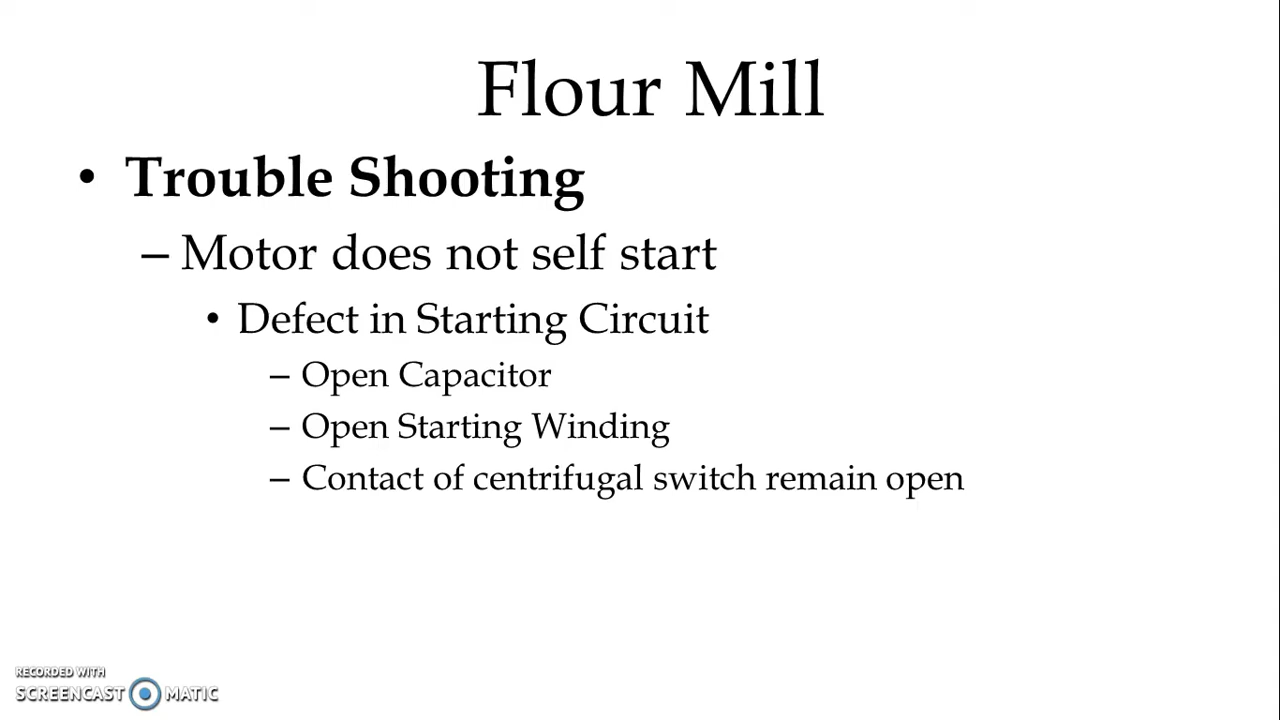 Flour Mill
• Trouble Shooting
– Motor does not self start
• Defect in Starting Circuit
– Open Capacitor
– Open Starting Winding
– Contact of centrifugal switch remain open
RECORDED WITH
SCREENCAST MATIC